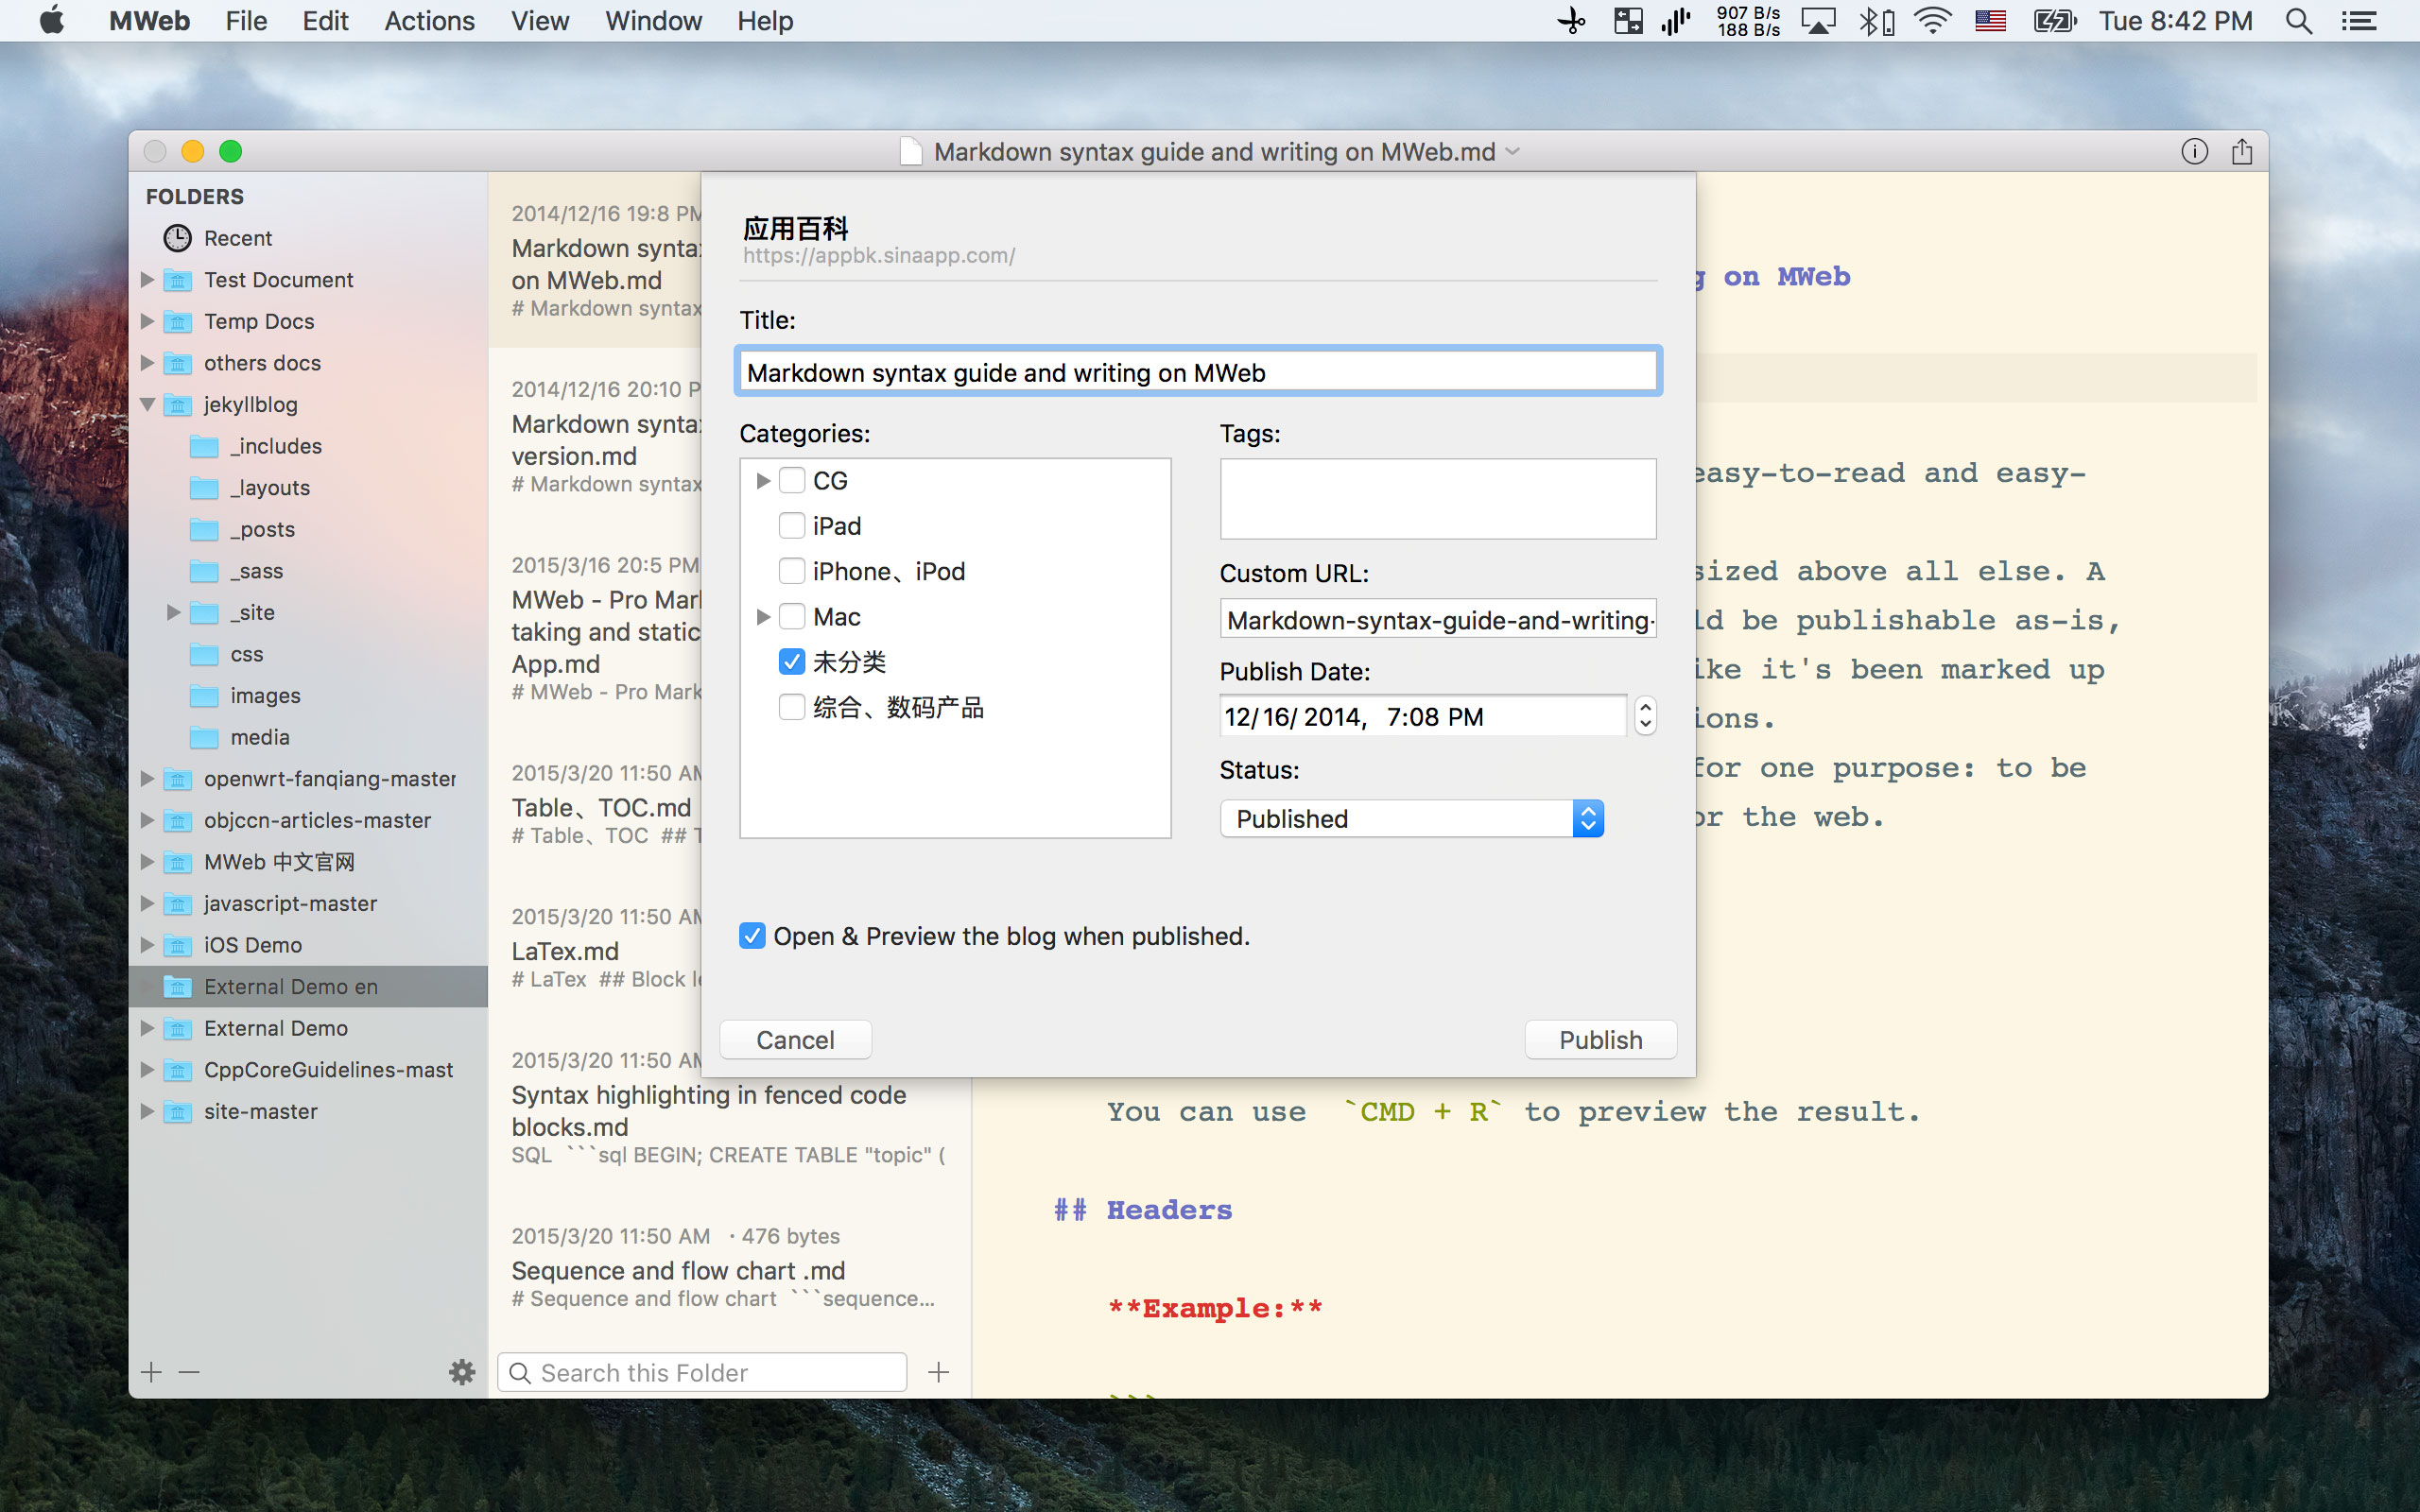 MWeb File Edit Actions View Window Help
907 B/s
188 B/s
Tue 8:42 PM
Markdown syntax guide and writing on MWeb.md
FOLDERS
Recent
Test Document
Temp Docs
others docs
jekyllblog
_includes
_layouts
_posts
_sass
_site
css
images
media
openwrt-fanqiang-master
objccn-articles-master
MWeb 中文官网
javascript-master
iOS Demo
External Demo en
External Demo
CppCoreGuidelines-mast
site-master
2014/12/16 19:8 PM
Markdown syntax
on MWeb.md
# Markdown syntax
2014/12/16 20:10 P
Markdown syntax
version.md
# Markdown syntax
2015/3/16 20:5 PM
MWeb - Pro Mark
taking and static
App.md
# MWeb - Pro Mark
2015/3/20 11:50 AM
Table、TOC.md
# Table、TOC ## T
2015/3/20 11:50 AM
LaTex.md
# LaTex ## Block le
2015/3/20 11:50 AM
Syntax highlighting in fenced code
blocks.md
SQL ```sql BEGIN; CREATE TABLE "topic" (
2015/3/20 11:50 AM · 476 bytes
Sequence and flow chart .md
# Sequence and flow chart ```sequence...
Search this Folder
应用百科
https://appbk.sinaapp.com/
Title:
Markdown syntax guide and writing on MWeb
Categories:
CG
iPad
iPhone、iPod
Mac
未分类
综合、数码产品
Tags:
Custom URL:
Markdown-syntax-guide-and-writing-
Publish Date:
12/16/2014, 7:08 PM
Status:
Published
Open & Preview the blog when published.
Cancel
Publish
g on MWeb
easy-to-read and easy-
sized above all else. A
ld be publishable as-is,
ike it's been marked up
ions.
for one purpose: to be
or the web.
You can use `CMD + R` to preview the result.
## Headers
**Example:**
```